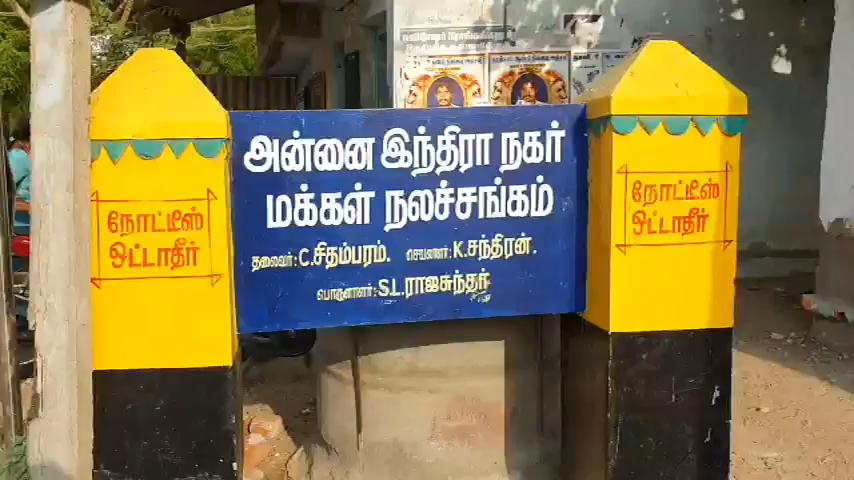 அன்னை இந்திரா நகர்
மக்கள் நலச்சங்கம்
தலைவர்: C.சிதம்பரம். செயலாளர்: K.சந்திரன்.
பொருளாளர்: S.L.ராஜசுந்தர்
நோட்டீஸ்
ஒட்டாதீர்
நோட்டீஸ்
ஒட்டாதீர்